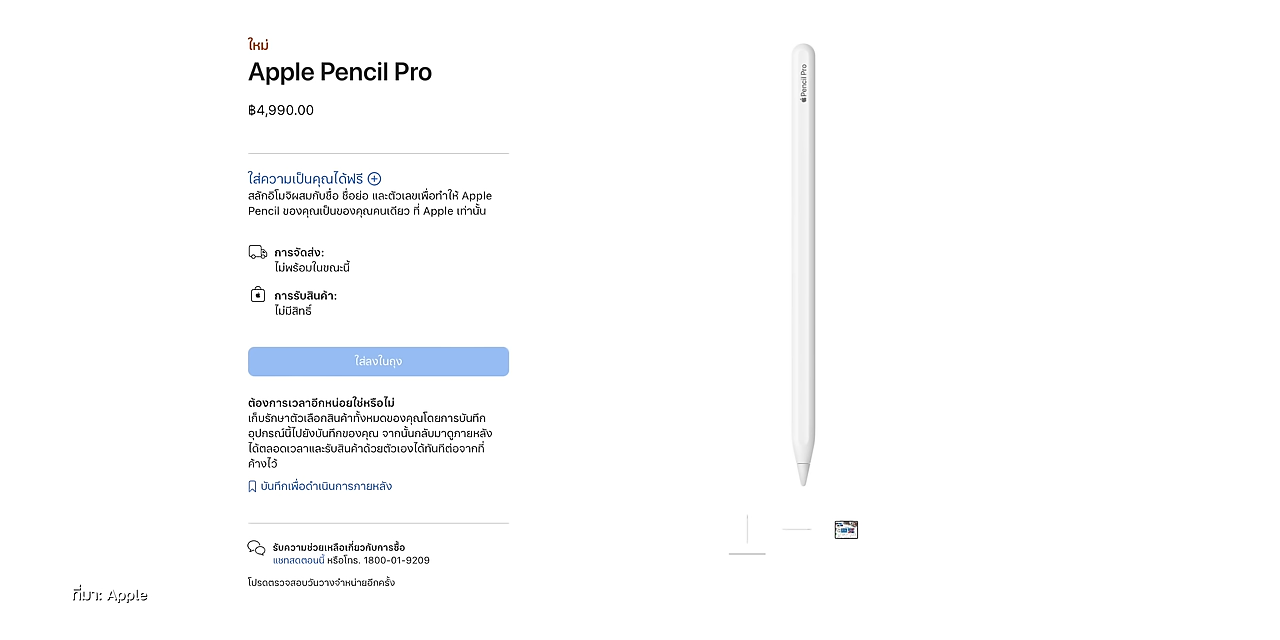 ใหม่
Apple Pencil Pro
฿4,990.00
ใส่ความเป็นคุณได้ฟรี
สลักอิโมจิผสมกับชื่อ ชื่อย่อ และตัวเลขเพื่อทำให้ Apple
Pencil ของคุณเป็นของคุณคนเดียว ที่ Apple เท่านั้น
การจัดส่ง:
ไม่พร้อมในขณะนี้
การรับสินค้า:
ไม่มีสิทธิ์
ใส่ลงในถุง
ต้องการเวลาอีกหน่อยใช่หรือไม่
เก็บรักษาตัวเลือกสินค้าทั้งหมดของคุณโดยการบันทึก
อุปกรณ์นี้ไปยังบันทึกของคุณ จากนั้นกลับมาดูภายหลัง
ได้ตลอดเวลาและรับสินค้าด้วยตัวเองได้ทันทีต่อจากที่
ค้างไว้
บันทึกเพื่อดำเนินการภายหลัง
รับความช่วยเหลือเกี่ยวกับการซื้อ
แชทสดตอนนี้ หรือโทร. 1800-01-9209
โปรดตรวจสอบวันวางจำหน่ายอีกครั้ง
Pencil Pro
ที่มา: Apple